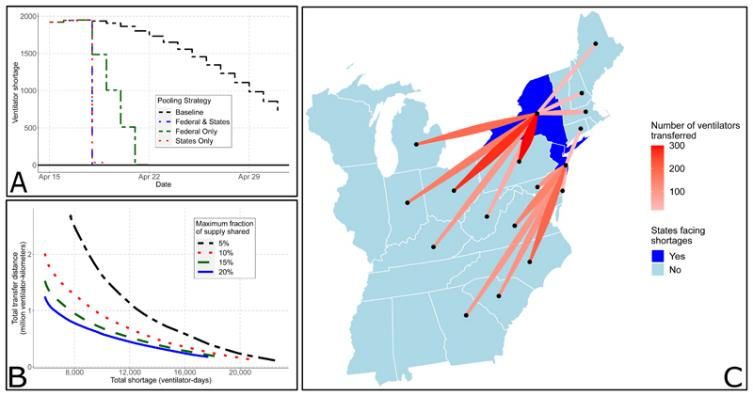 2000
1500
1000
500
0
Ventilator shortage
Pooling Strategy
Baseline
Federal & States
Federal Only
States Only
Apr 15
Apr 22
Apr 29
Date
A
Total transfer distance
(million ventilator-kilometers)
2
1
0
Maximum fraction
of supply shared
5%
10%
15%
20%
8,000
12,000
16,000
20,000
Total shortage (ventilator-days)
B
Number of ventilators
transferred
300
200
100
States facing
shortages
Yes
No
C